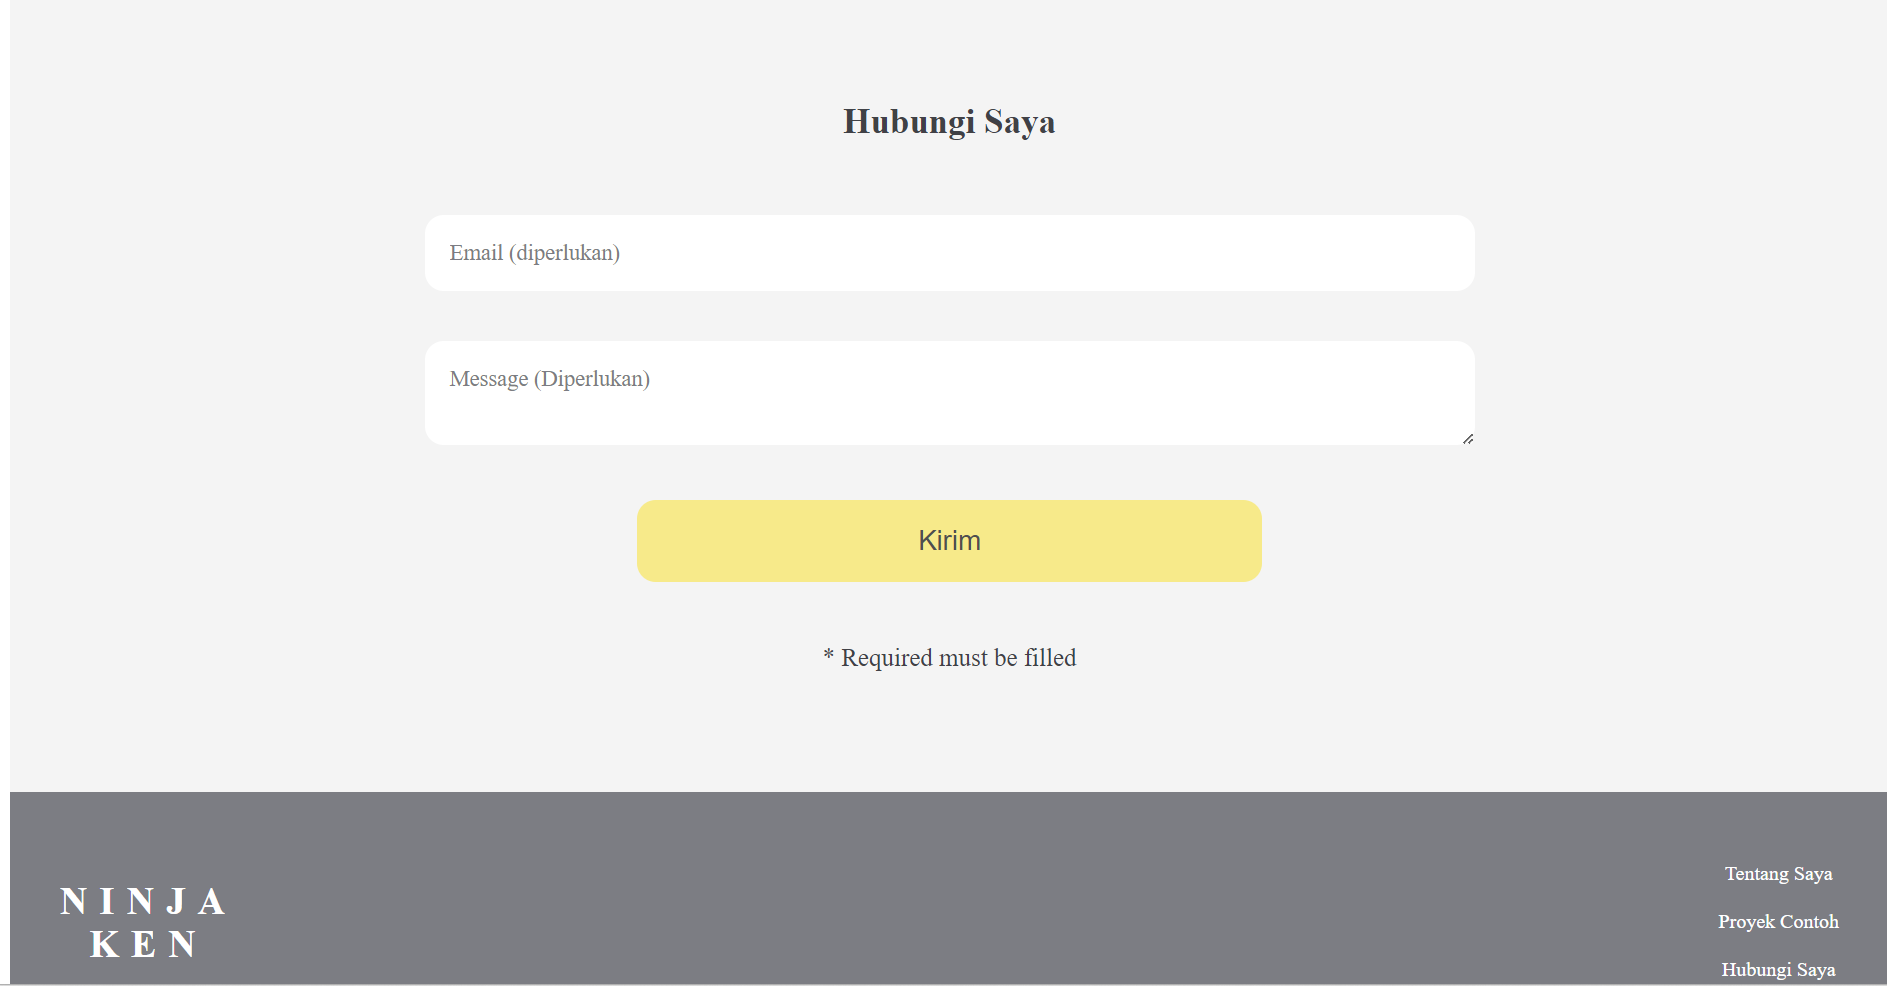 Hubungi Saya
Email (diperlukan)
Message (Diperlukan)
Kirim
* Required must be filled
NINJA
KEN
Tentang Saya
Proyek Contoh
Hubungi Saya